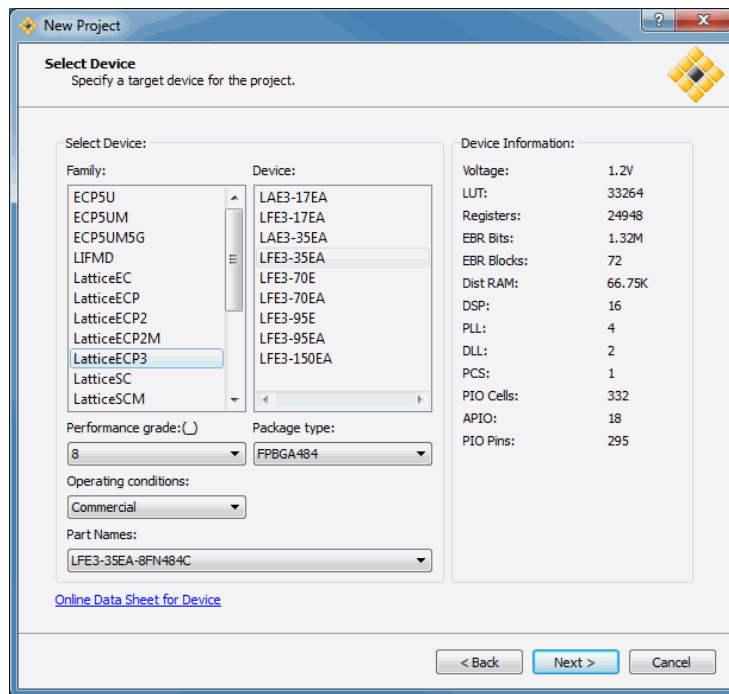 New Project
Select Device
Specify a target device for the project.
Select Device:
Family:
ECP5U
ECP5UM
ECP5UM5G
LIFMD
LatticeEC
LatticeECP
LatticeECP2
LatticeECP2M
LatticeECP3
LatticeSC
LatticeSCM
Device:
LAE3-17EA
LFE3-17EA
LAE3-35EA
LFE3-35EA
LFE3-70E
LFE3-70EA
LFE3-95E
LFE3-95EA
LFE3-150EA
Performance grade:(_)
8
Package type:
FPBGA484
Operating conditions:
Commercial
Part Names:
LFE3-35EA-8FN484C
Device Information:
Voltage: 1.2V
LUT: 33264
Registers: 24948
EBR Bits: 1.32M
EBR Blocks: 72
Dist RAM: 66.75K
DSP: 16
PLL: 4
DLL: 2
PCS: 1
PIO Cells: 332
APIO: 18
PIO Pins: 295
Online Data Sheet for Device
< Back
Next >
Cancel